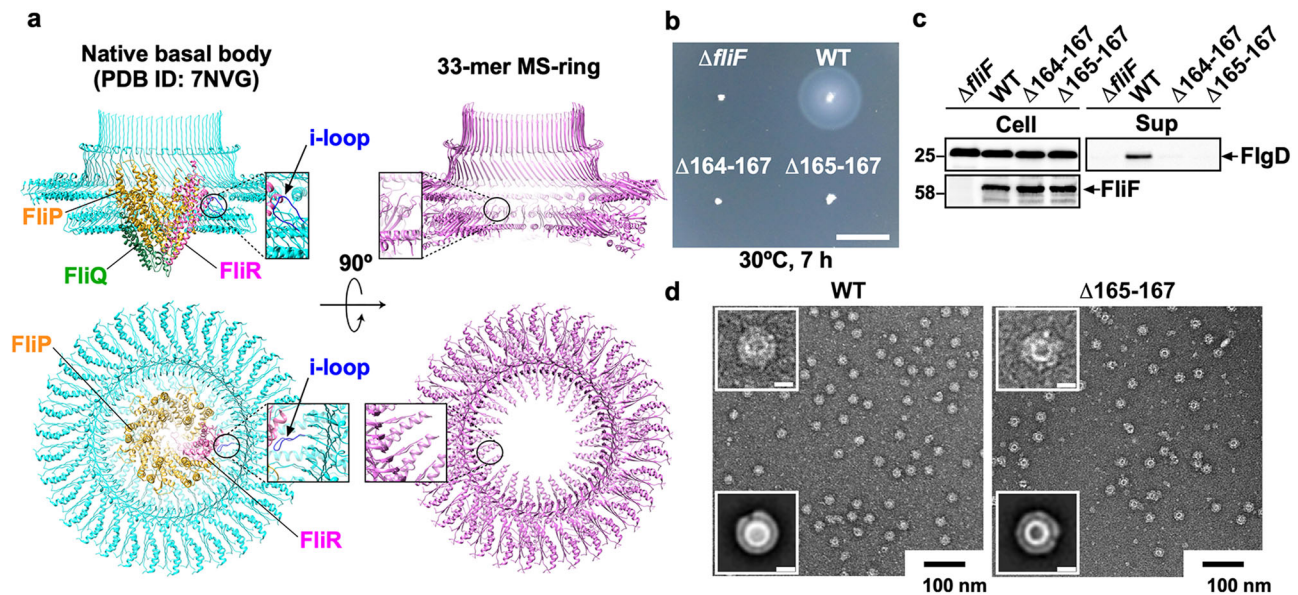 a
Native basal body
(PDB ID: 7NVG)
33-mer MS-ring
i-loop
FliP
FliQ
FliR
90º
FliP
i-loop
FliR
b
ΔfliF
WT
Δ164-167
Δ165-167
30ºC, 7 h
c
ΔfliF
WT
Δ164-167
Δ165-167
ΔfliF
WT
Δ164-167
Δ165-167
Cell
Sup
25
FlgD
58
FliF
d
WT
Δ165-167
100 nm
100 nm